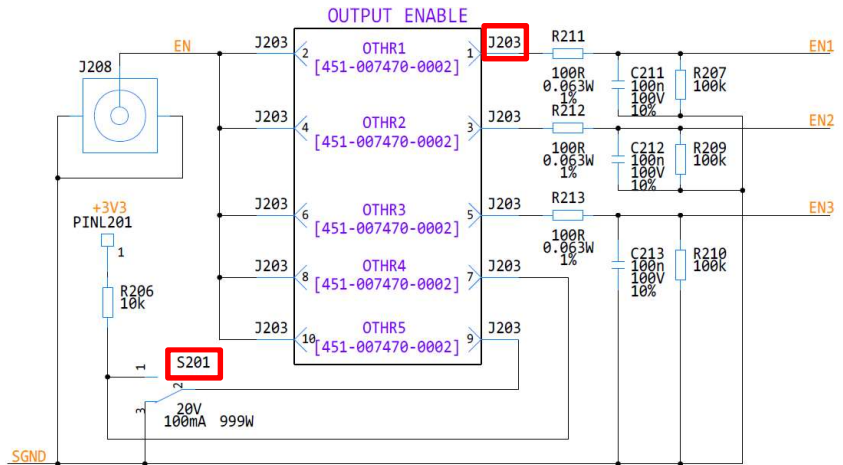 OUTPUT ENABLE
EN
J203
2
OTHR1
[451-007470-0002]
1
J203
R211
100R
0.063W
1%
EN1
C211
100n
100V
10%
R207
100k
J208
J203
4
OTHR2
[451-007470-0002]
3
J203
R212
100R
0.063W
1%
EN2
C212
100n
100V
10%
R209
100k
J203
6
OTHR3
[451-007470-0002]
5
J203
R213
100R
0.063W
1%
EN3
C213
100n
100V
10%
R210
100k
+3V3
PINL201
1
J203
8
OTHR4
[451-007470-0002]
7
J203
R206
10k
J203
10
OTHR5
[451-007470-0002]
9
J203
S201
1
2
3
20V
100mA 999W
SGND